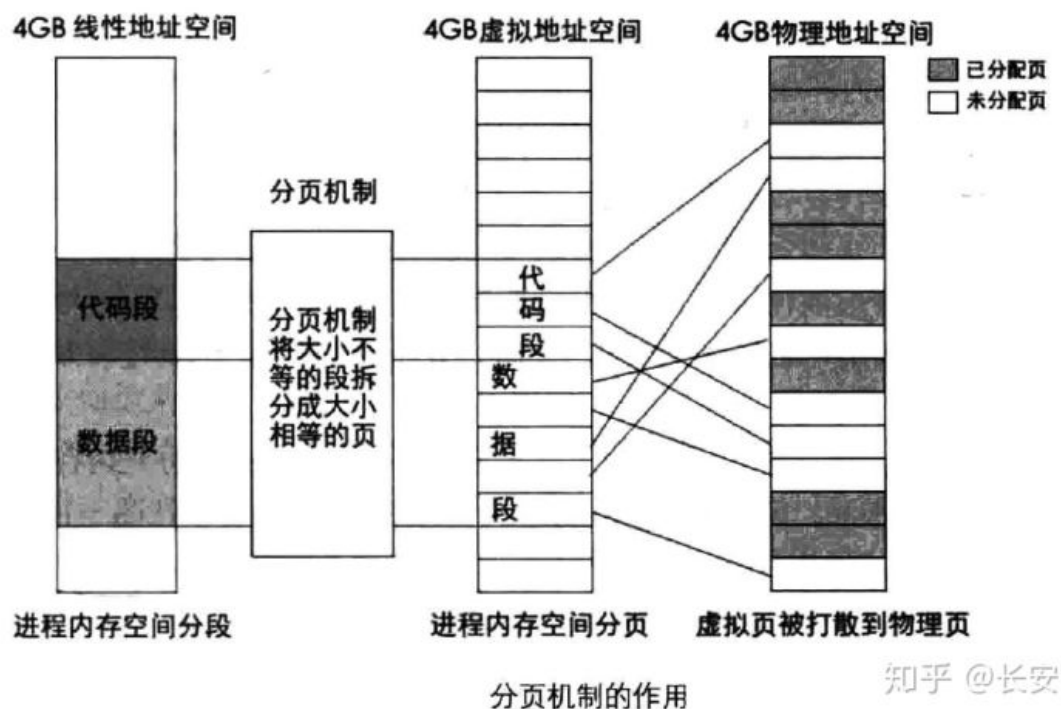 4GB 线性地址空间
4GB虚拟地址空间
4GB物理地址空间
已分配页
未分配页
分页机制
代码段
数据段
分页机制
将大小不
等的段拆
分成大小
相等的页
代
码
段
数
据
段
进程内存空间分段
进程内存空间分页
虚拟页被打散到物理页
分页机制的作用
知乎 @长安